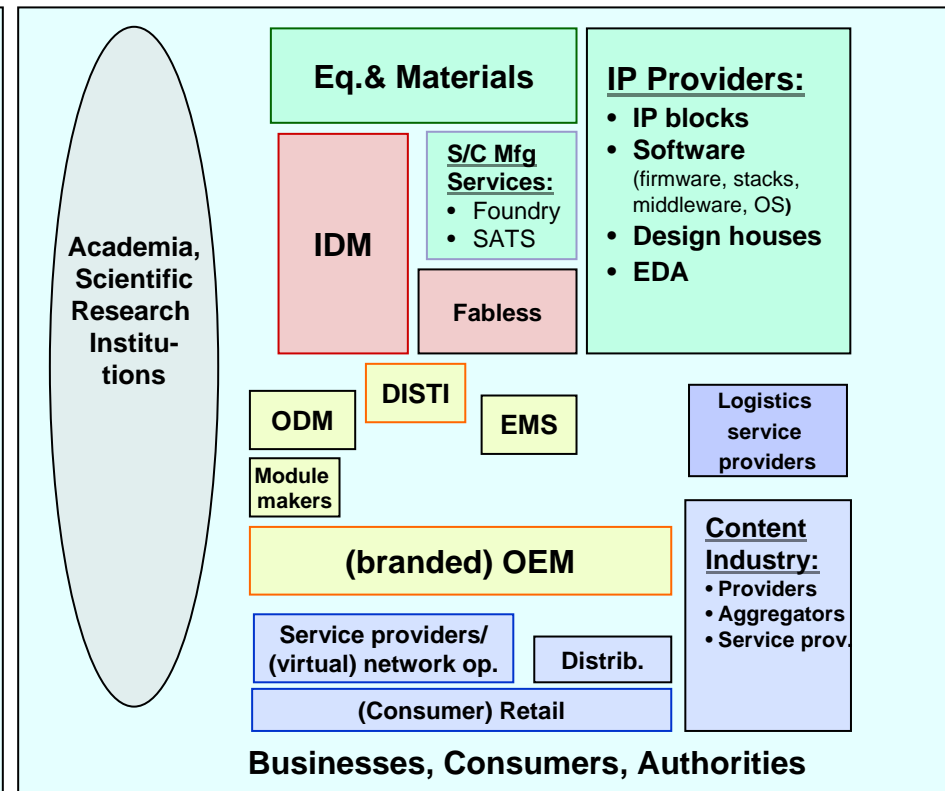 Academia,
Scientific
Research
Institu-
tions
Eq.& Materials
IDM
S/C Mfg
Services:
• Foundry
• SATS
Fabless
IP Providers:
• IP blocks
• Software
(firmware, stacks,
middleware, OS)
• Design houses
• EDA
ODM
DISTI
EMS
Module
makers
Logistics
service
providers
(branded) OEM
Content
Industry:
• Providers
• Aggregators
• Service prov.
Service providers/
(virtual) network op.
Distrib.
(Consumer) Retail
Businesses, Consumers, Authorities